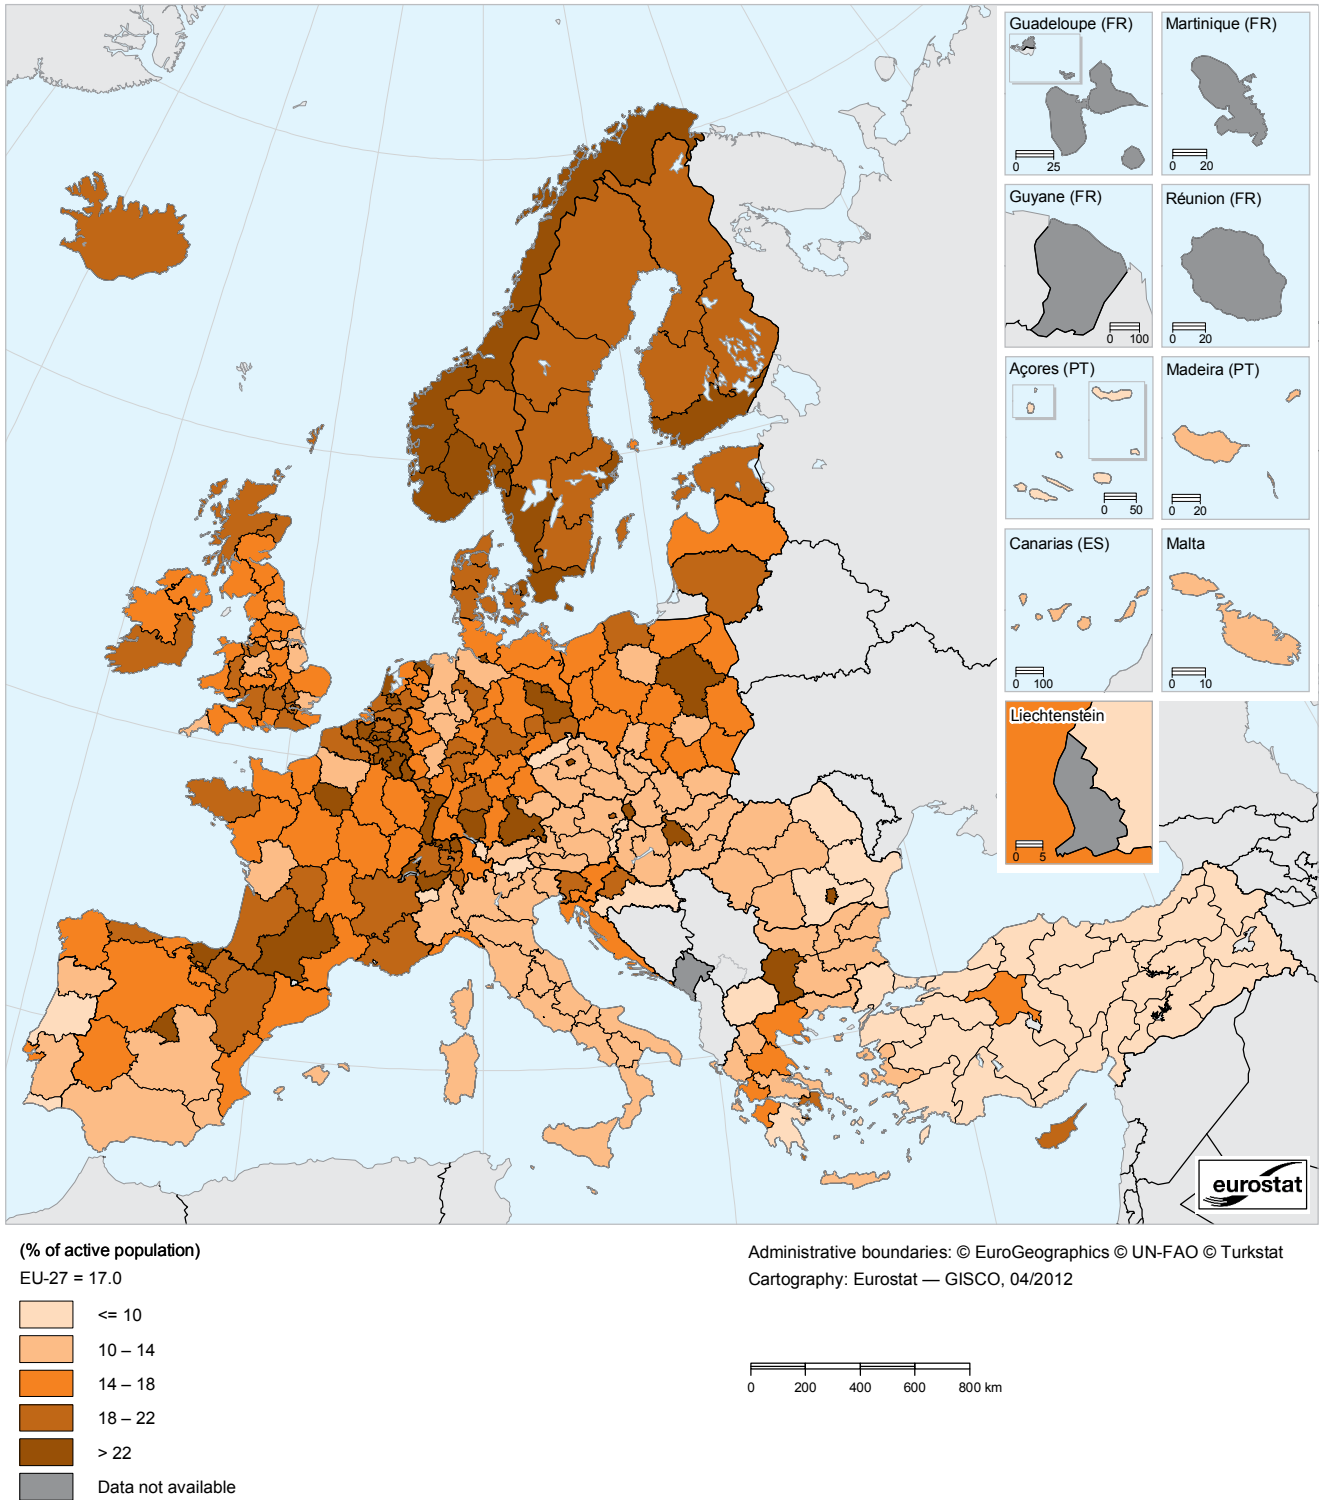 Guadeloupe (FR)
0 25
Martinique (FR)
0 20
Guyane (FR)
0 100
Réunion (FR)
0 20
Açores (PT)
0 50
Madeira (PT)
0 20
Canarias (ES)
0 100
Malta
0 10
Liechtenstein
0 5
eurostat
(% of active population)
EU-27 = 17.0
<= 10
10 – 14
14 – 18
18 – 22
> 22
Data not available
Administrative boundaries: © EuroGeographics © UN-FAO © Turkstat
Cartography: Eurostat — GISCO, 04/2012
0 200 400 600 800 km